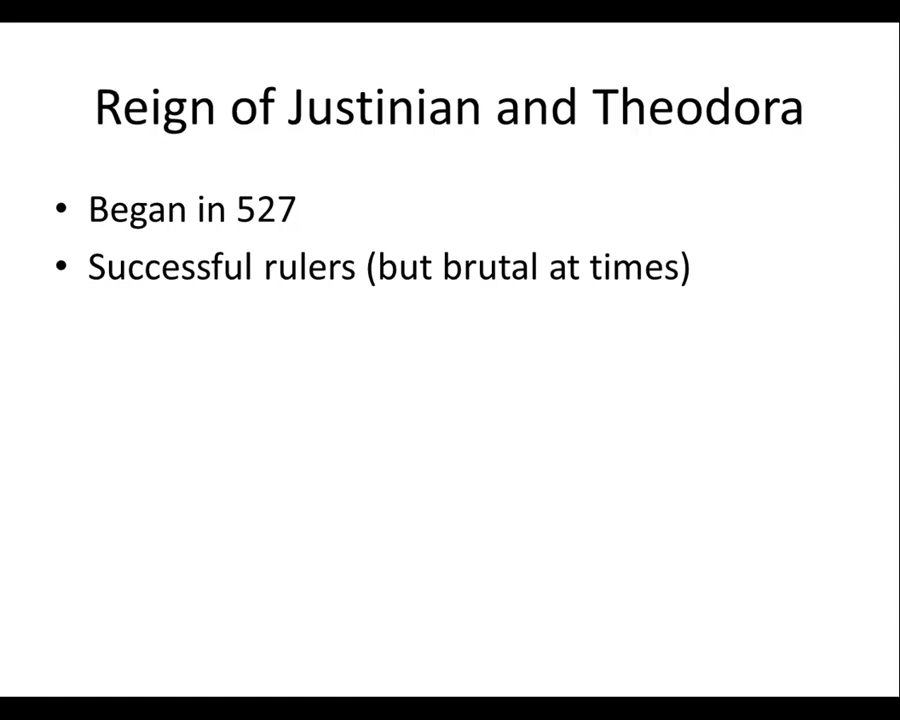 Reign of Justinian and Theodora
• Began in 527
• Successful rulers (but brutal at times)